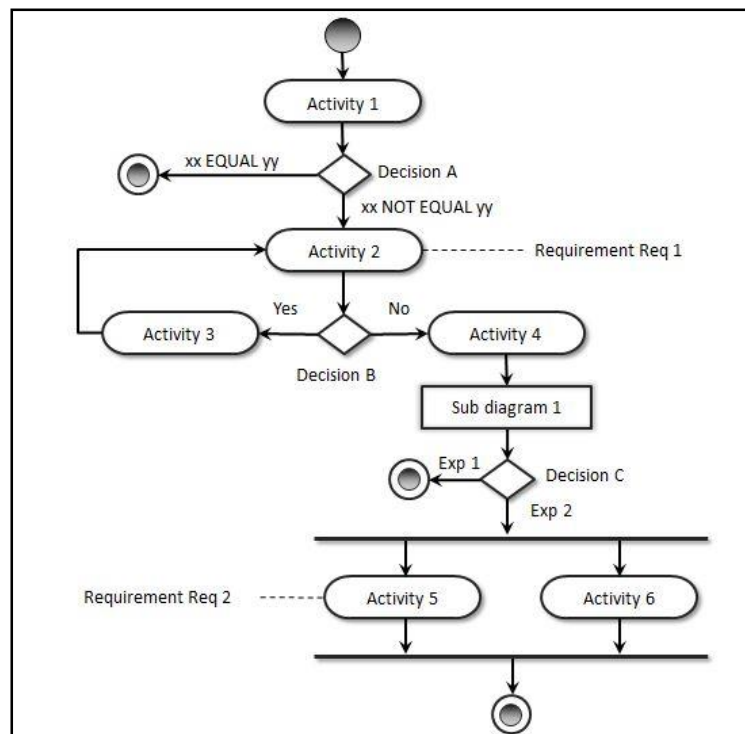 Activity 1
xx EQUAL yy
Decision A
xx NOT EQUAL yy
Activity 2
Requirement Req 1
Yes
No
Activity 3
Activity 4
Decision B
Sub diagram 1
Exp 1
Decision C
Exp 2
Requirement Req 2
Activity 5
Activity 6